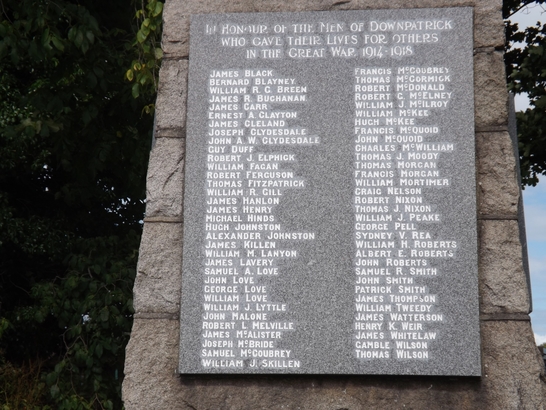 In Honour of the Men of Downpatrick
who gave their lives for others
in the Great War 1914-1918
James Black
Bernard Blayney
William R. G. Breen
James R. Buchanan
James Carr
Ernest A. Clayton
James Cleland
Joseph Clydesdale
John A. W. Clydesdale
Guy Duff
Robert J. Elphick
William Fagan
Robert Ferguson
Thomas Fitzpatrick
William R. Gill
James Hanlon
James Henry
Michael Hinds
Hugh Johnston
Alexander Johnston
James Killen
William M. Lanyon
James Lavery
Samuel A. Love
John Love
George Love
William Love
William J. Lyttle
John Malone
Robert L. Melville
James McAlister
Joseph McBride
Samuel McCoubrey
William J. Skillen
Francis McCoubrey
Thomas McCormick
Robert McDonald
Robert C. McElney
William J. McIlroy
William McKee
Hugh McKee
Francis McQuoid
John McQuoid
Charles McWilliam
Thomas J. Moody
Thomas Morgan
Francis Morgan
William Mortimer
Craig Nelson
Robert Nixon
Thomas J. Nixon
William J. Peake
George Pell
Sydney V. Rea
William H. Roberts
Albert E. Roberts
John Roberts
Samuel R. Smith
John Smith
Patrick Smith
James Thompson
William Tweedy
James Watterson
Henry K. Weir
James Whitelaw
Gamble Wilson
Thomas Wilson